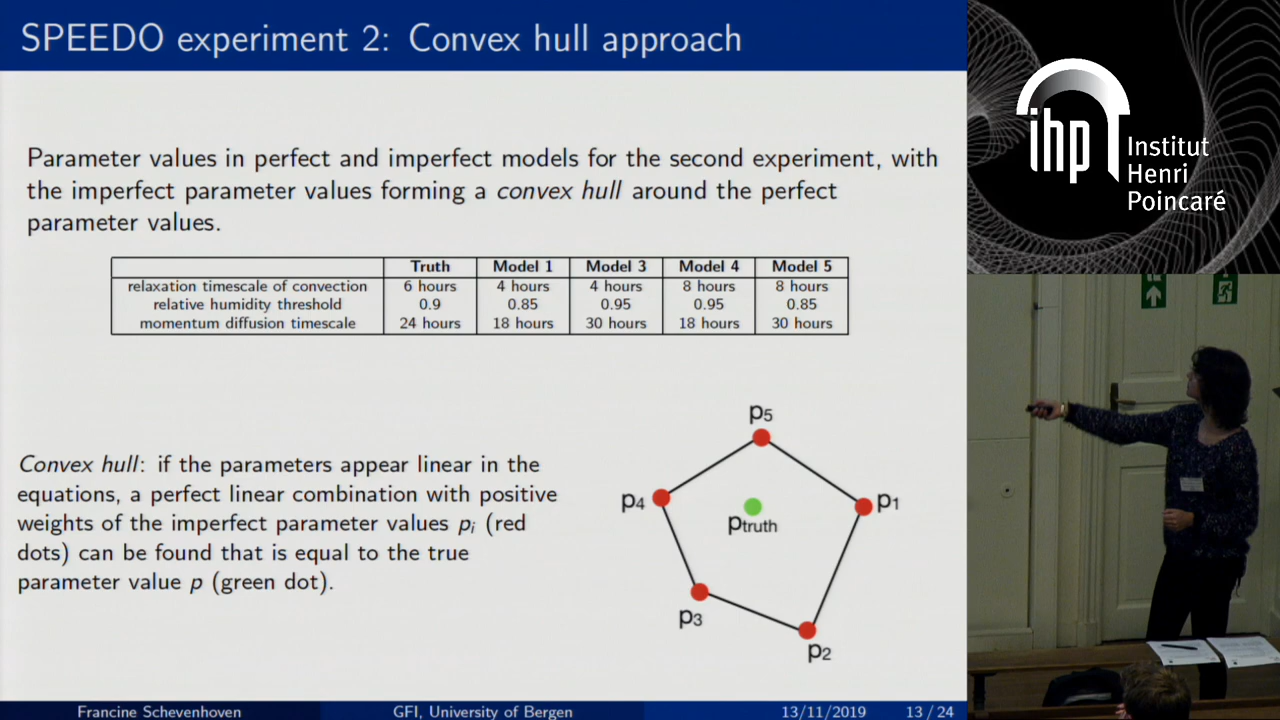 SPEEDO experiment 2: Convex hull approach
Parameter values in perfect and imperfect models for the second experiment, with
the imperfect parameter values forming a convex hull around the perfect
parameter values.
Truth Model 1 Model 3 Model 4 Model 5
relaxation timescale of convection 6 hours 4 hours 4 hours 8 hours 8 hours
relative humidity threshold 0.9 0.85 0.95 0.95 0.85
momentum diffusion timescale 24 hours 18 hours 30 hours 18 hours 30 hours
Convex hull: if the parameters appear linear in the
equations, a perfect linear combination with positive
weights of the imperfect parameter values pi (red
dots) can be found that is equal to the true
parameter value p (green dot).
p5
p4
p1
ptruth
p3
p2
Francine Schevenhoven GFI, University of Bergen 13/11/2019 13 / 24
ihp
Institut
Henri
Poincaré